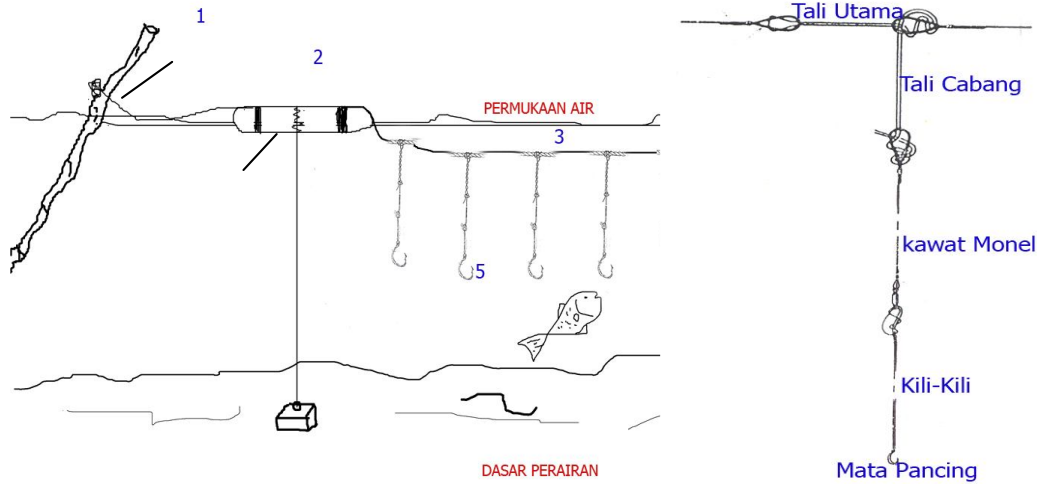 1
2
PERMUKAAN AIR
3
5
DASAR PERAIRAN
Tali Utama
Tali Cabang
kawat Monel
Kili-Kili
Mata Pancing